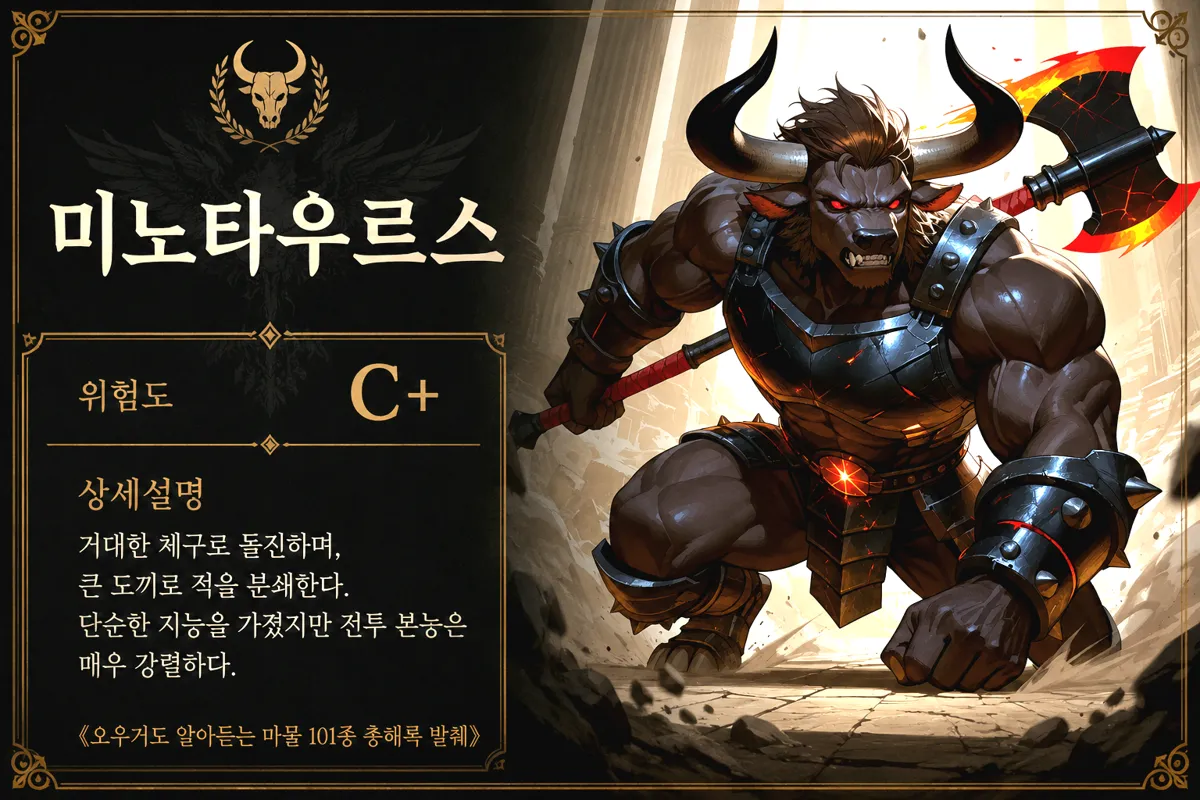 미노타우르스
위험도
C+
상세설명
거대한 체구로 돌진하며,
큰 도끼로 적을 분쇄한다.
단순한 지능을 가졌지만 전투 본능은
매우 강렬하다.
《오우거도 알아듣는 마물 101종 총해록 발췌》